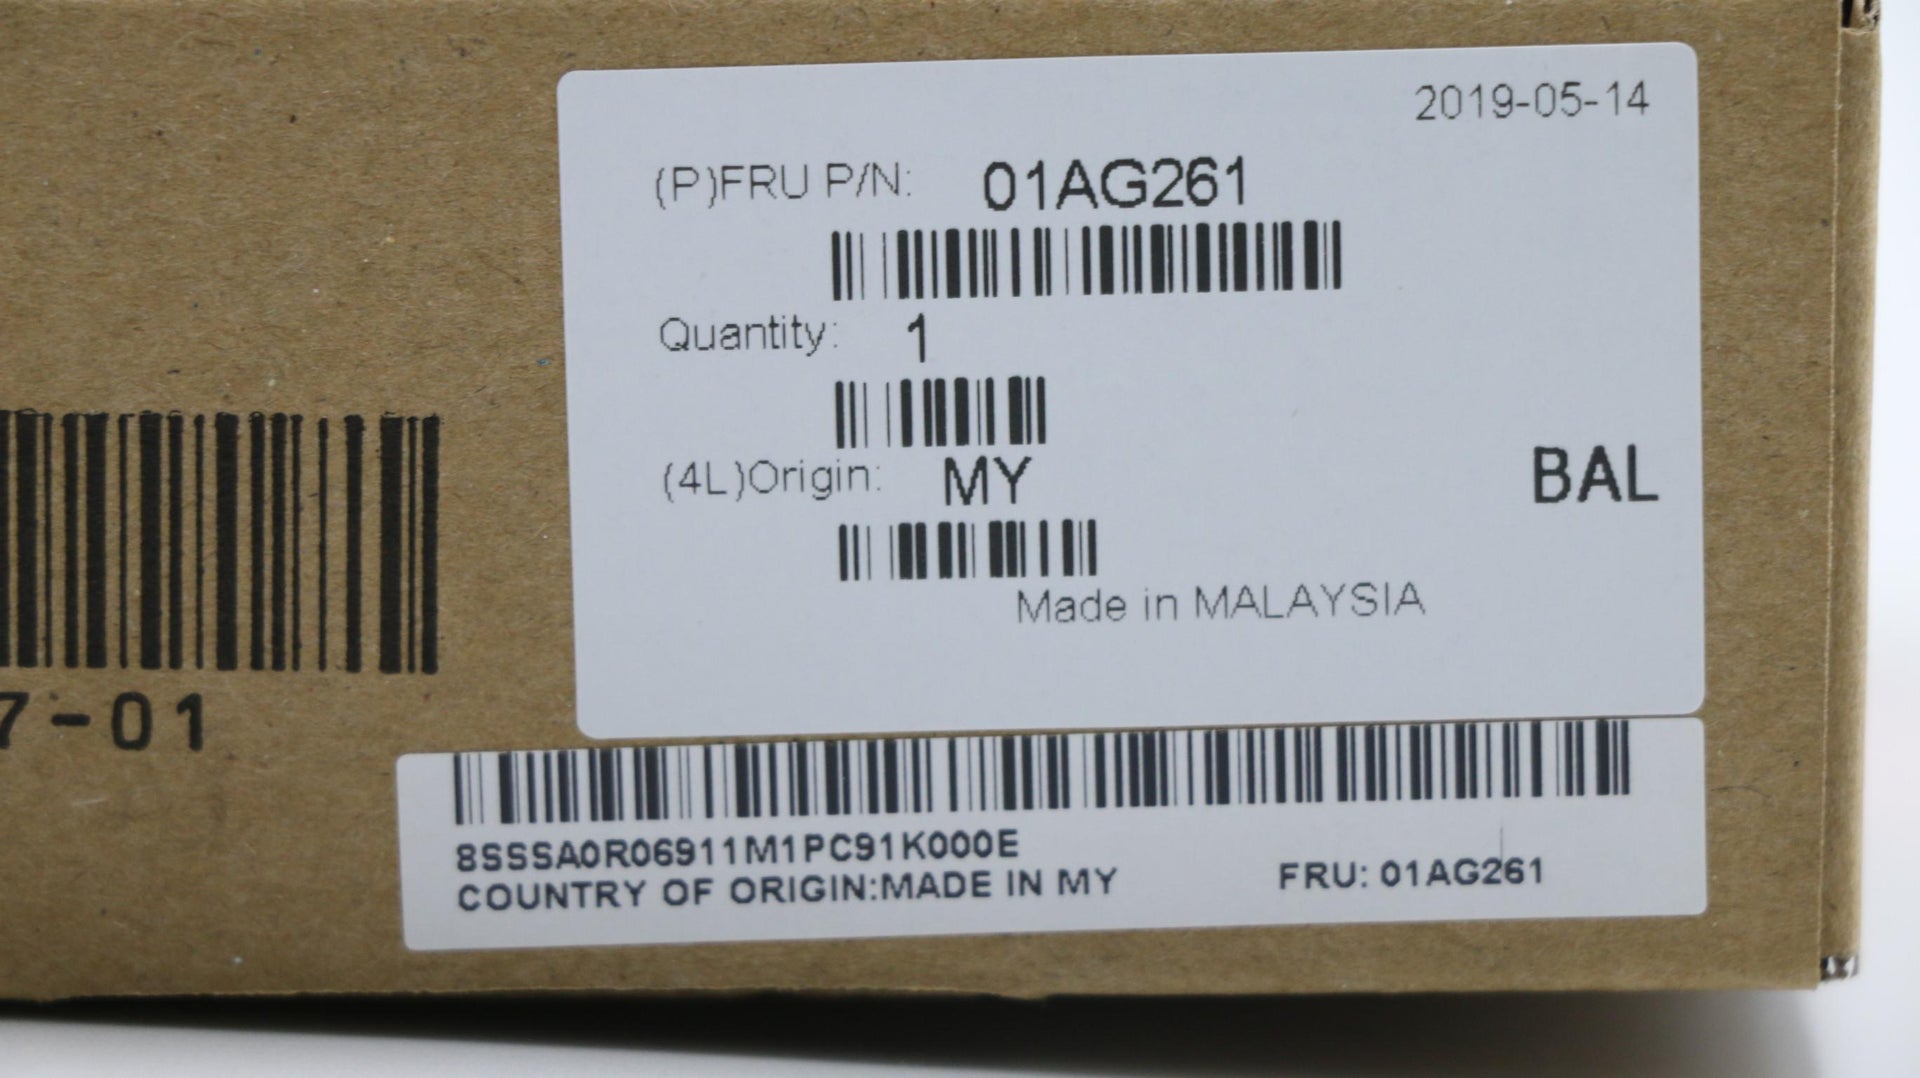 2019-05-14
(P)FRU P/N: 01AG261
Quantity: 1
(4L)Origin: MY
BAL
Made in MALAYSIA
7-01
8SSSA0R06911M1PC91K000E
COUNTRY OF ORIGIN:MADE IN MY
FRU: 01AG261